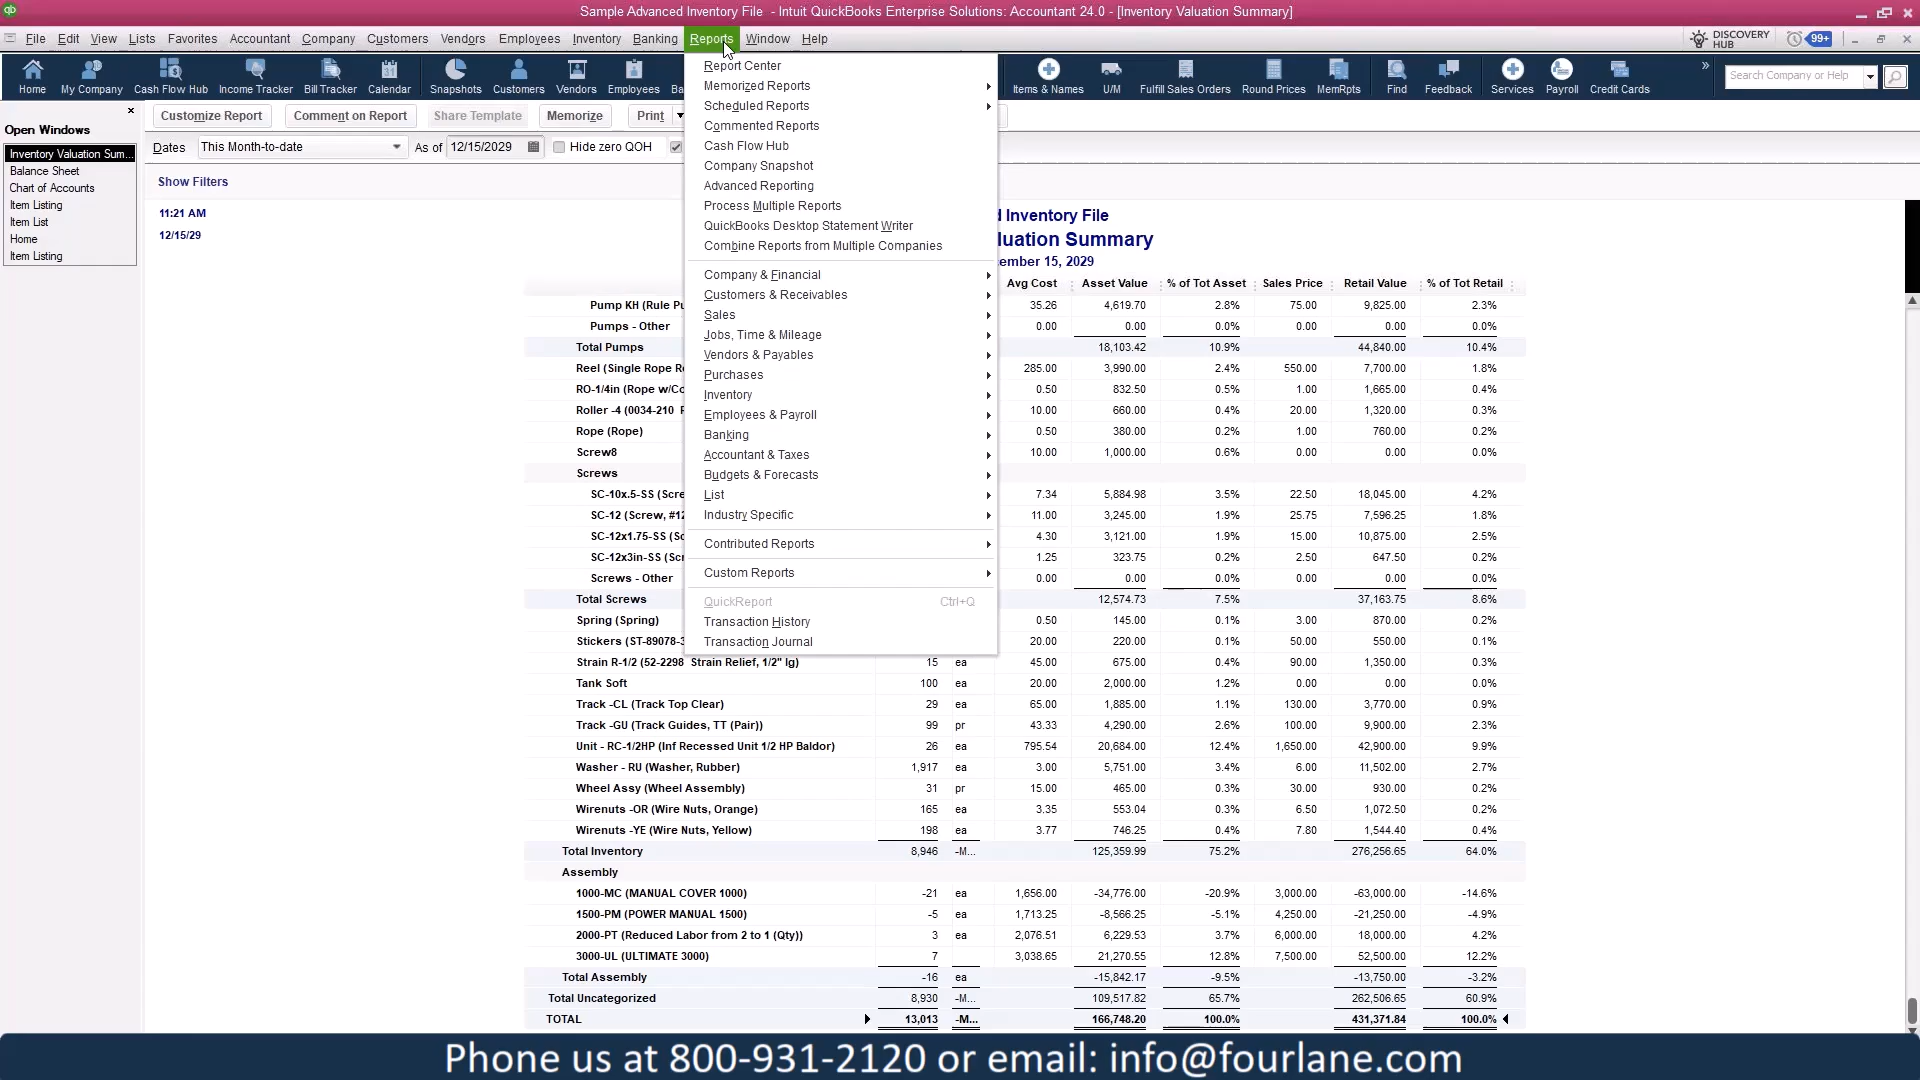 Sample Advanced Inventory File - Intuit QuickBooks Enterprise Solutions: Accountant 24.0 - [Inventory Valuation Summary]
File Edit View Lists Favorites Accountant Company Customers Vendors Employees Inventory Banking Reports Window Help
DISCOVERY HUB 99+
Home My Company Cash Flow Hub Income Tracker Bill Tracker Calendar Snapshots Customers Vendors Employees Ba
Items & Names U/M Fulfill Sales Orders Round Prices MemRpts Find Feedback Services Payroll Credit Cards » Search Company or Help
Customize Report Comment on Report Share Template Memorize Print
Dates This Month-to-date As of 12/15/2029 Hide zero QOH
Show Filters
Open Windows
Inventory Valuation Sum...
Balance Sheet
Chart of Accounts
Item Listing
Item List
Home
Item Listing
Report Center
Memorized Reports
Scheduled Reports
Commented Reports
Cash Flow Hub
Company Snapshot
Advanced Reporting
Process Multiple Reports
QuickBooks Desktop Statement Writer
Combine Reports from Multiple Companies
Company & Financial
Customers & Receivables
Sales
Jobs, Time & Mileage
Vendors & Payables
Purchases
Inventory
Employees & Payroll
Banking
Accountant & Taxes
Budgets & Forecasts
List
Industry Specific
Contributed Reports
Custom Reports
QuickReport Ctrl+Q
Transaction History
Transaction Journal
11:21 AM
12/15/29
d Inventory File
luation Summary
ember 15, 2029
Avg Cost Asset Value % of Tot Asset Sales Price Retail Value % of Tot Retail
Pump KH (Rule Pu 35.26 4,619.70 2.8% 75.00 9,825.00 2.3%
Pumps - Other 0.00 0.00 0.0% 0.00 0.00 0.0%
Total Pumps 18,103.42 10.9% 44,840.00 10.4%
Reel (Single Rope Re 285.00 3,990.00 2.4% 550.00 7,700.00 1.8%
RO-1/4in (Rope w/Co 0.50 832.50 0.5% 1.00 1,665.00 0.4%
Roller -4 (0034-210 R 10.00 660.00 0.4% 20.00 1,320.00 0.3%
Rope (Rope) 0.50 380.00 0.2% 1.00 760.00 0.2%
Screw8 10.00 1,000.00 0.6% 0.00 0.00 0.0%
Screws
SC-10x.5-SS (Scre 7.34 5,884.98 3.5% 22.50 18,045.00 4.2%
SC-12 (Screw, #12 11.00 3,245.00 1.9% 25.75 7,596.25 1.8%
SC-12x1.75-SS (Sc 4.30 3,121.00 1.9% 15.00 10,875.00 2.5%
SC-12x3in-SS (Scr 1.25 323.75 0.2% 2.50 647.50 0.2%
Screws - Other 0.00 0.00 0.0% 0.00 0.00 0.0%
Total Screws 12,574.73 7.5% 37,163.75 8.6%
Spring (Spring) 0.50 145.00 0.1% 3.00 870.00 0.2%
Stickers (ST-89078-3 20.00 220.00 0.1% 50.00 550.00 0.1%
Strain R-1/2 (52-2298 Strain Relief, 1/2" lg) 15 ea 45.00 675.00 0.4% 90.00 1,350.00 0.3%
Tank Soft 100 ea 20.00 2,000.00 1.2% 0.00 0.00 0.0%
Track -CL (Track Top Clear) 29 ea 65.00 1,885.00 1.1% 130.00 3,770.00 0.9%
Track -GU (Track Guides, TT (Pair)) 99 pr 43.33 4,290.00 2.6% 100.00 9,900.00 2.3%
Unit - RC-1/2HP (Inf Recessed Unit 1/2 HP Baldor) 26 ea 795.54 20,684.00 12.4% 1,650.00 42,900.00 9.9%
Washer - RU (Washer, Rubber) 1,917 ea 3.00 5,751.00 3.4% 6.00 11,502.00 2.7%
Wheel Assy (Wheel Assembly) 31 pr 15.00 465.00 0.3% 30.00 930.00 0.2%
Wirenuts -OR (Wire Nuts, Orange) 165 ea 3.35 553.04 0.3% 6.50 1,072.50 0.2%
Wirenuts -YE (Wire Nuts, Yellow) 198 ea 3.77 746.25 0.4% 7.80 1,544.40 0.4%
Total Inventory 8,946 -M... 125,359.99 75.2% 276,256.65 64.0%
Assembly
1000-MC (MANUAL COVER 1000) -21 ea 1,656.00 -34,776.00 -20.9% 3,000.00 -63,000.00 -14.6%
1500-PM (POWER MANUAL 1500) -5 ea 1,713.25 -8,566.25 -5.1% 4,250.00 -21,250.00 -4.9%
2000-PT (Reduced Labor from 2 to 1 (Qty)) 3 ea 2,076.51 6,229.53 3.7% 6,000.00 18,000.00 4.2%
3000-UL (ULTIMATE 3000) 7 3,038.65 21,270.55 12.8% 7,500.00 52,500.00 12.2%
Total Assembly -16 ea -15,842.17 -9.5% -13,750.00 -3.2%
Total Uncategorized 8,930 -M... 109,517.82 65.7% 262,506.65 60.9%
TOTAL 13,013 -M... 166,748.20 100.0% 431,371.84 100.0%
Phone us at 800-931-2120 or email: info@fourlane.com